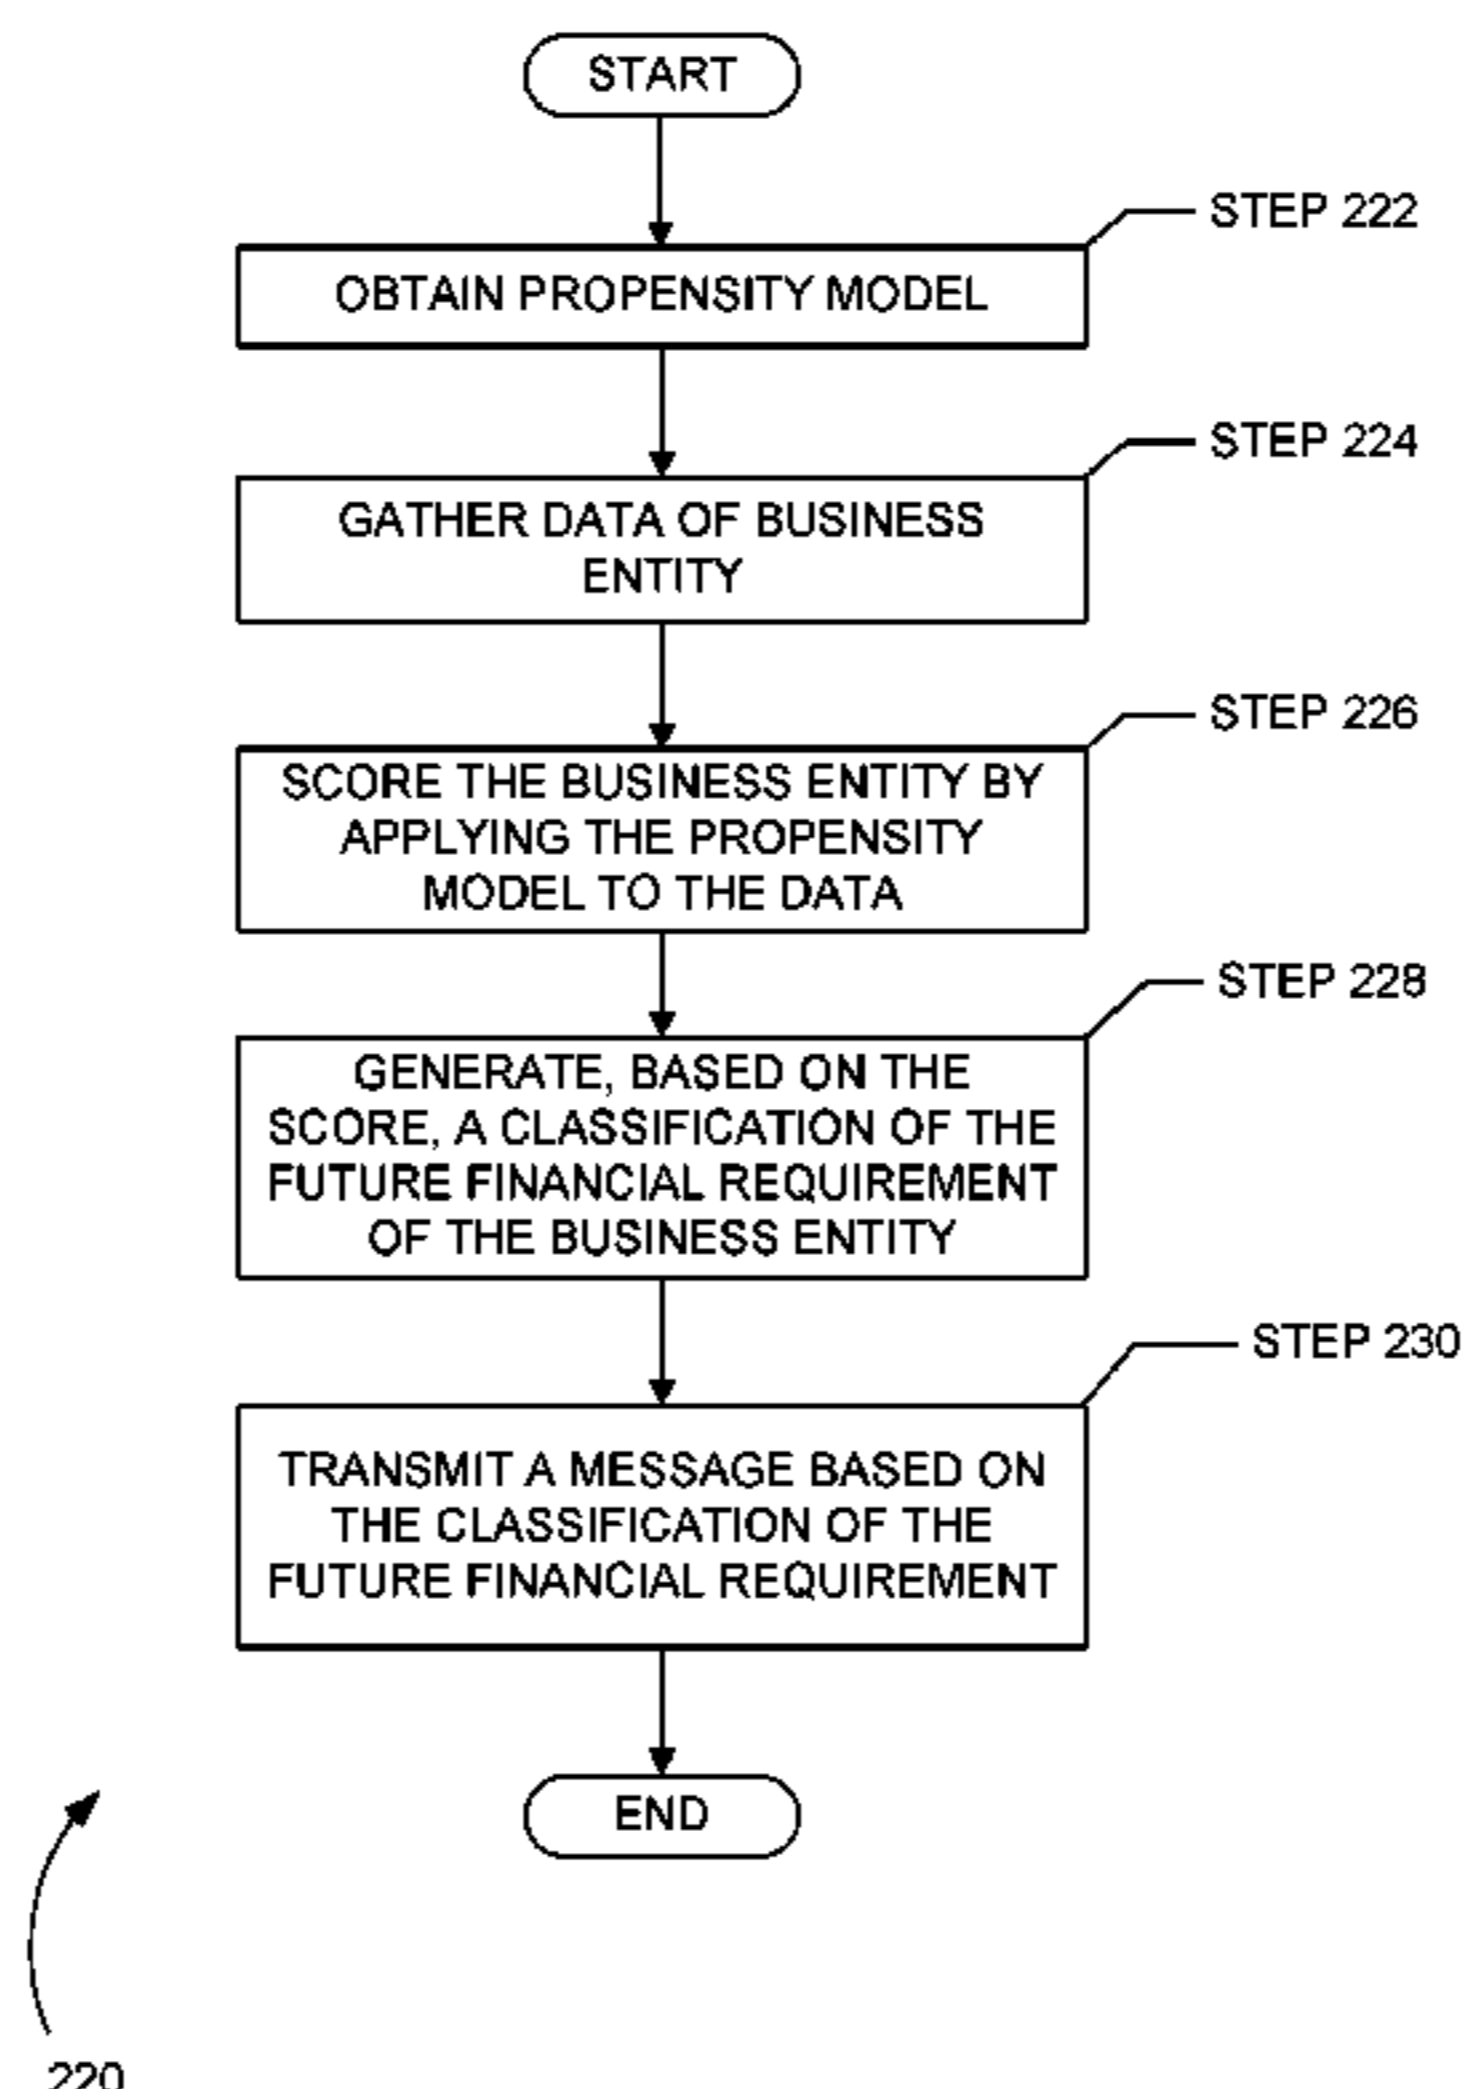 START
STEP 222
OBTAIN PROPENSITY MODEL
STEP 224
GATHER DATA OF BUSINESS
ENTITY
STEP 226
SCORE THE BUSINESS ENTITY BY
APPLYING THE PROPENSITY
MODEL TO THE DATA
STEP 228
GENERATE, BASED ON THE
SCORE, A CLASSIFICATION OF THE
FUTURE FINANCIAL REQUIREMENT
OF THE BUSINESS ENTITY
STEP 230
TRANSMIT A MESSAGE BASED ON
THE CLASSIFICATION OF THE
FUTURE FINANCIAL REQUIREMENT
END
220